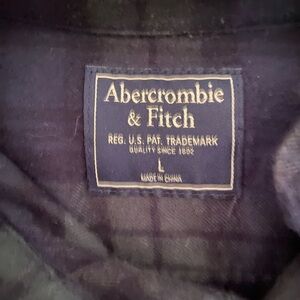 Abercrombie
& Fitch
REG. U.S. PAT. TRADEMARK
QUALITY SINCE 1892
L
MADE IN CHINA